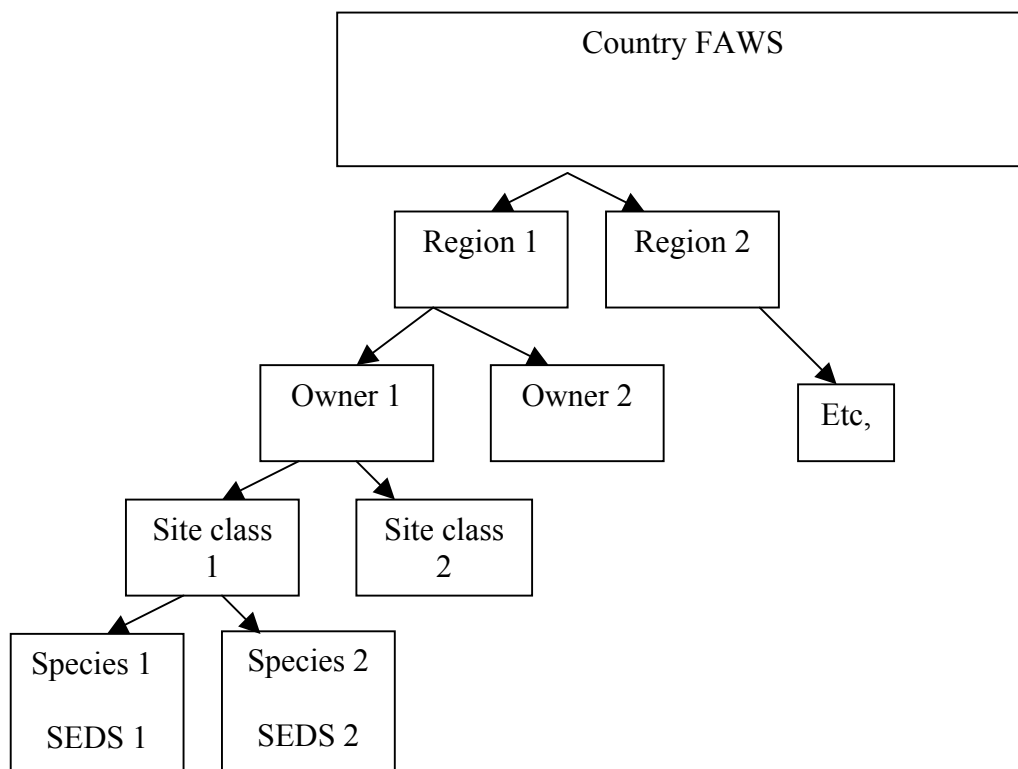 Country FAWS
Region 1
Region 2
Owner 1
Owner 2
Etc,
Site class
1
Site class
2
Species 1
SEDS 1
Species 2
SEDS 2